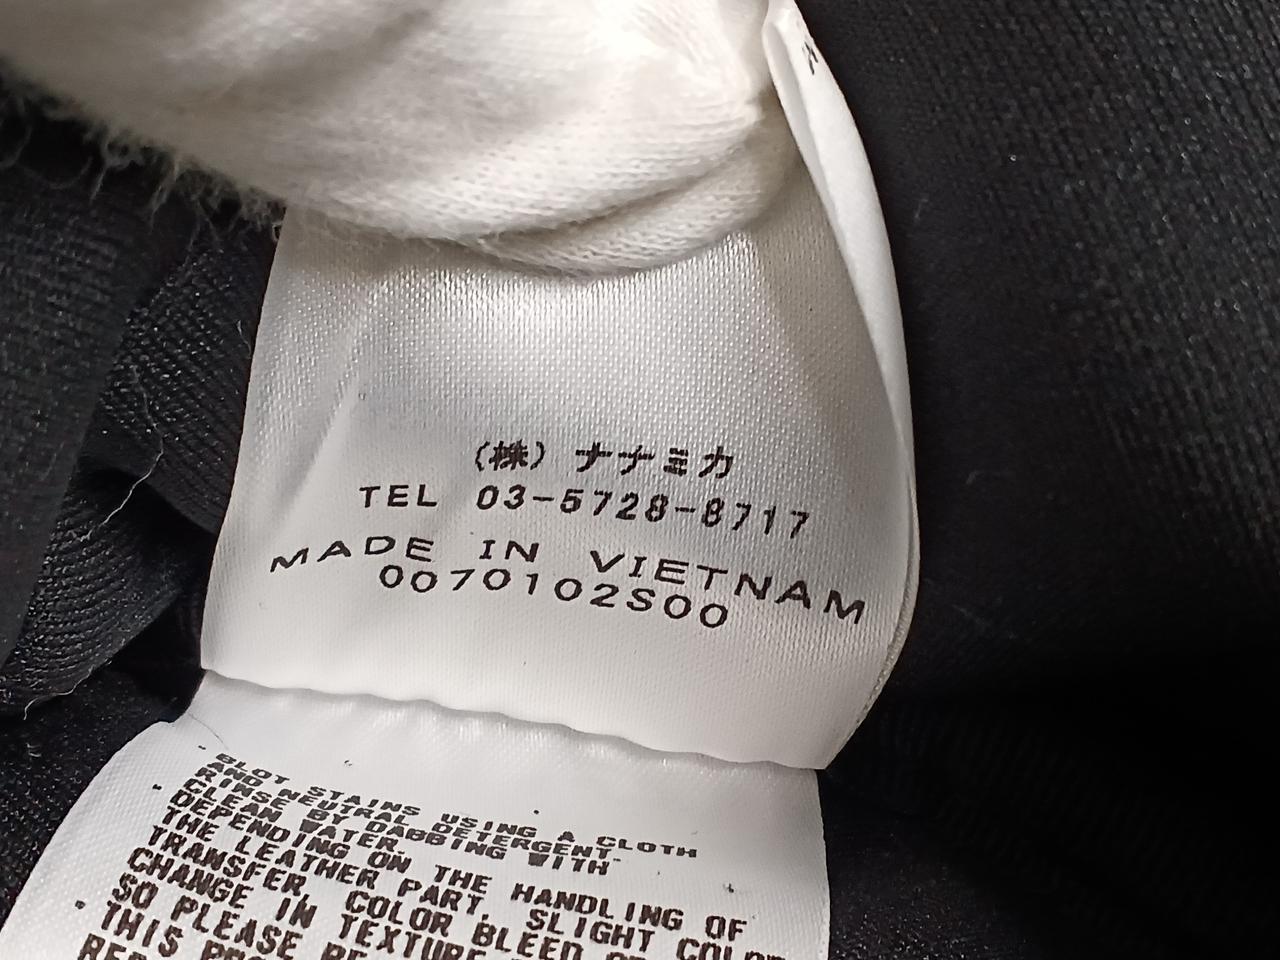 (株)ナナミカ
TEL 03-5728-8717
MADE IN VIETNAM
0070102S00
BLOT STAINS USING A CLOTH
AND NEUTRAL DETERGENT.
RINSE BY DABBING WITH
CLEAN WATER.
DEPENDING ON THE HANDLING OF
THE LEATHER PART, SLIGHT COLOR
TRANSFER, COLOR BLEED OR
CHANGE IN TEXTURE
SO PLEASE BE
THIS